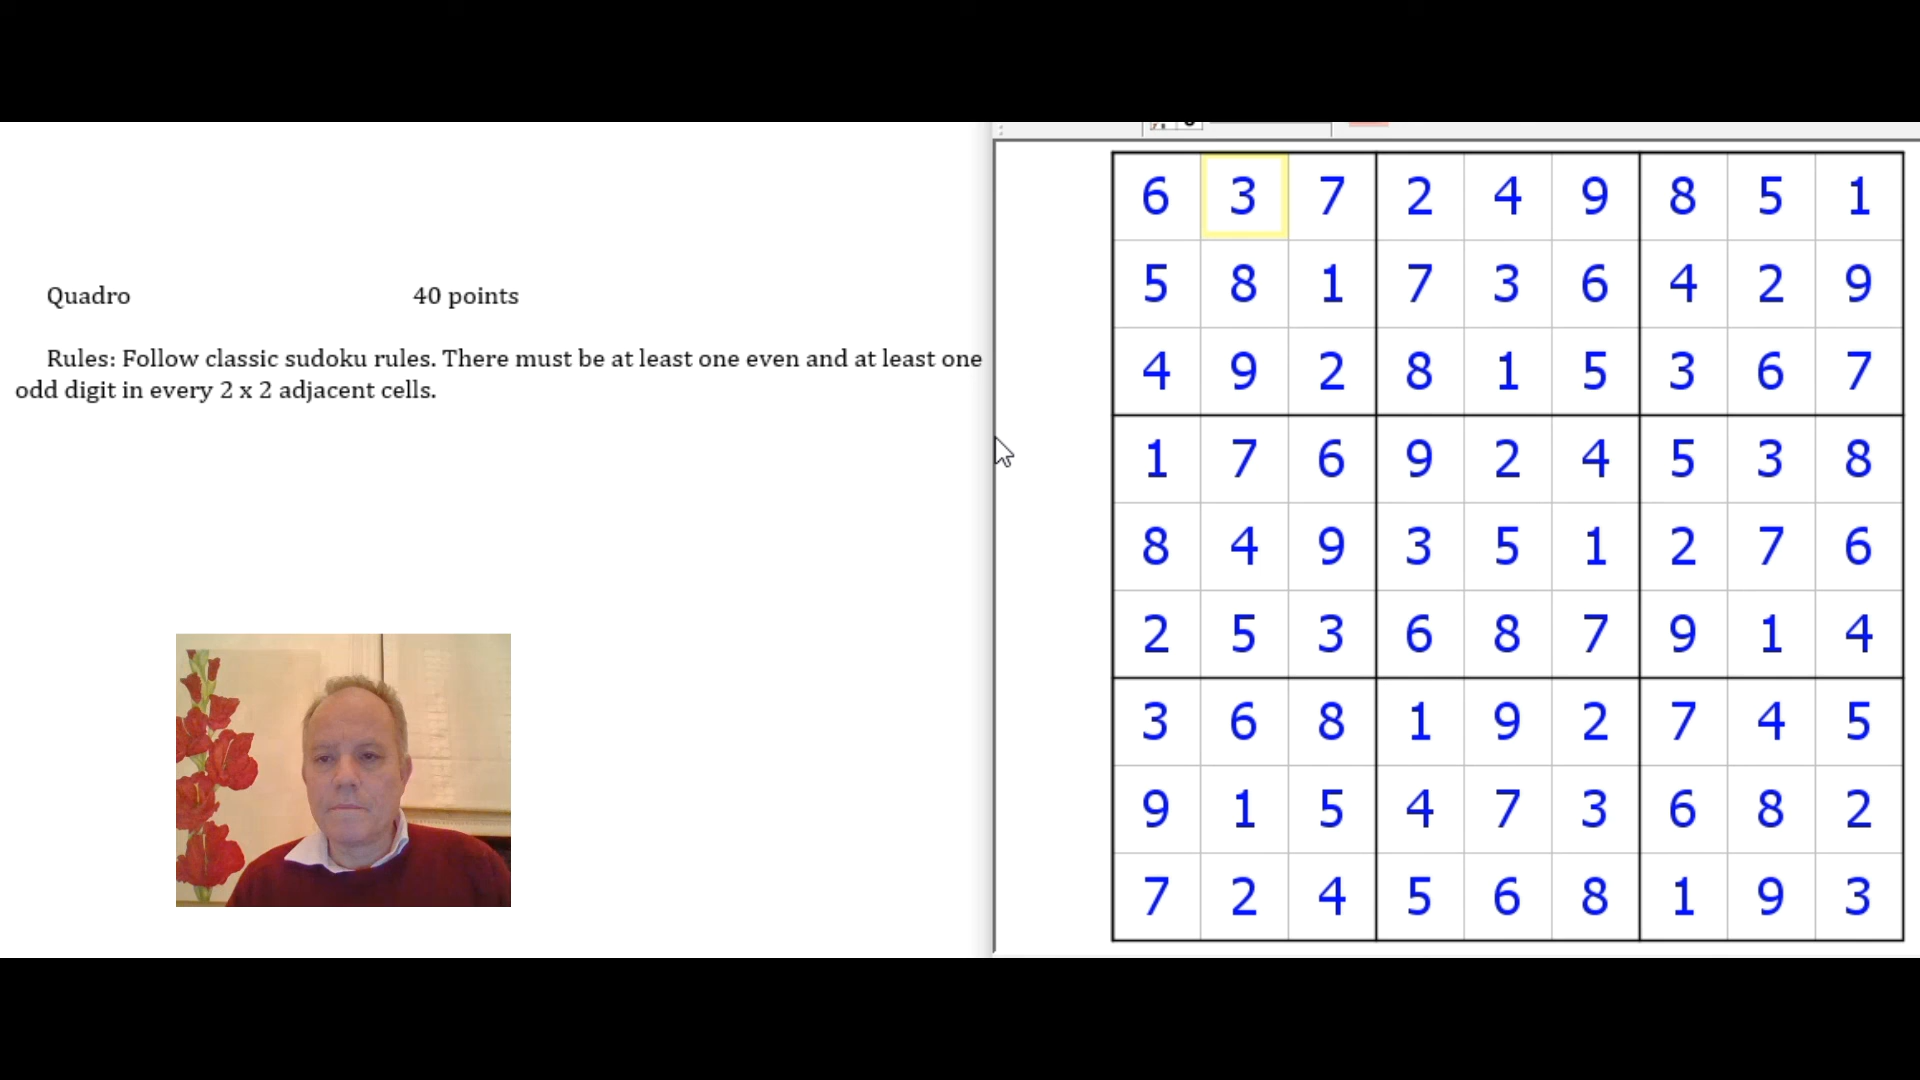 Quadro 40 points
Rules: Follow classic sudoku rules. There must be at least one even and at least one
odd digit in every 2 x 2 adjacent cells.
6 3 7 2 4 9 8 5 1
5 8 1 7 3 6 4 2 9
4 9 2 8 1 5 3 6 7
1 7 6 9 2 4 5 3 8
8 4 9 3 5 1 2 7 6
2 5 3 6 8 7 9 1 4
3 6 8 1 9 2 7 4 5
9 1 5 4 7 3 6 8 2
7 2 4 5 6 8 1 9 3